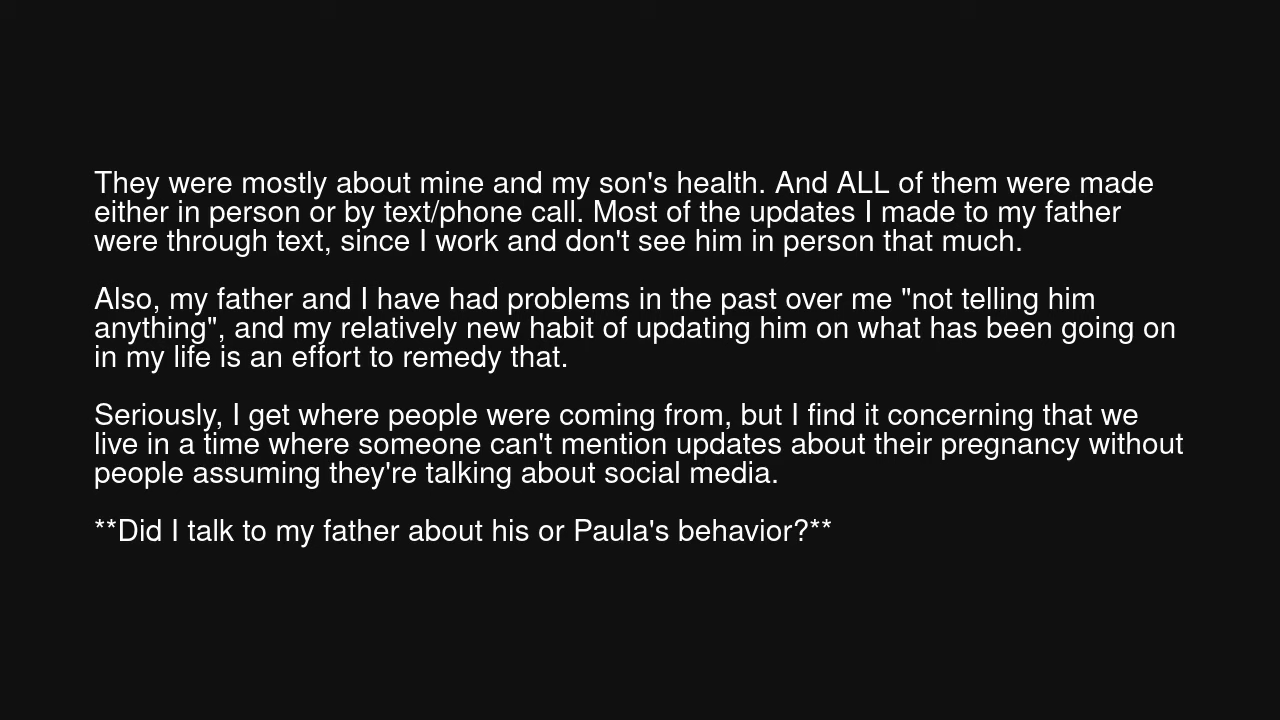 They were mostly about mine and my son's health. And ALL of them were made
either in person or by text/phone call. Most of the updates I made to my father
were through text, since I work and don't see him in person that much.
Also, my father and I have had problems in the past over me "not telling him
anything", and my relatively new habit of updating him on what has been going on
in my life is an effort to remedy that.
Seriously, I get where people were coming from, but I find it concerning that we
live in a time where someone can't mention updates about their pregnancy without
people assuming they're talking about social media.
**Did I talk to my father about his or Paula's behavior?**